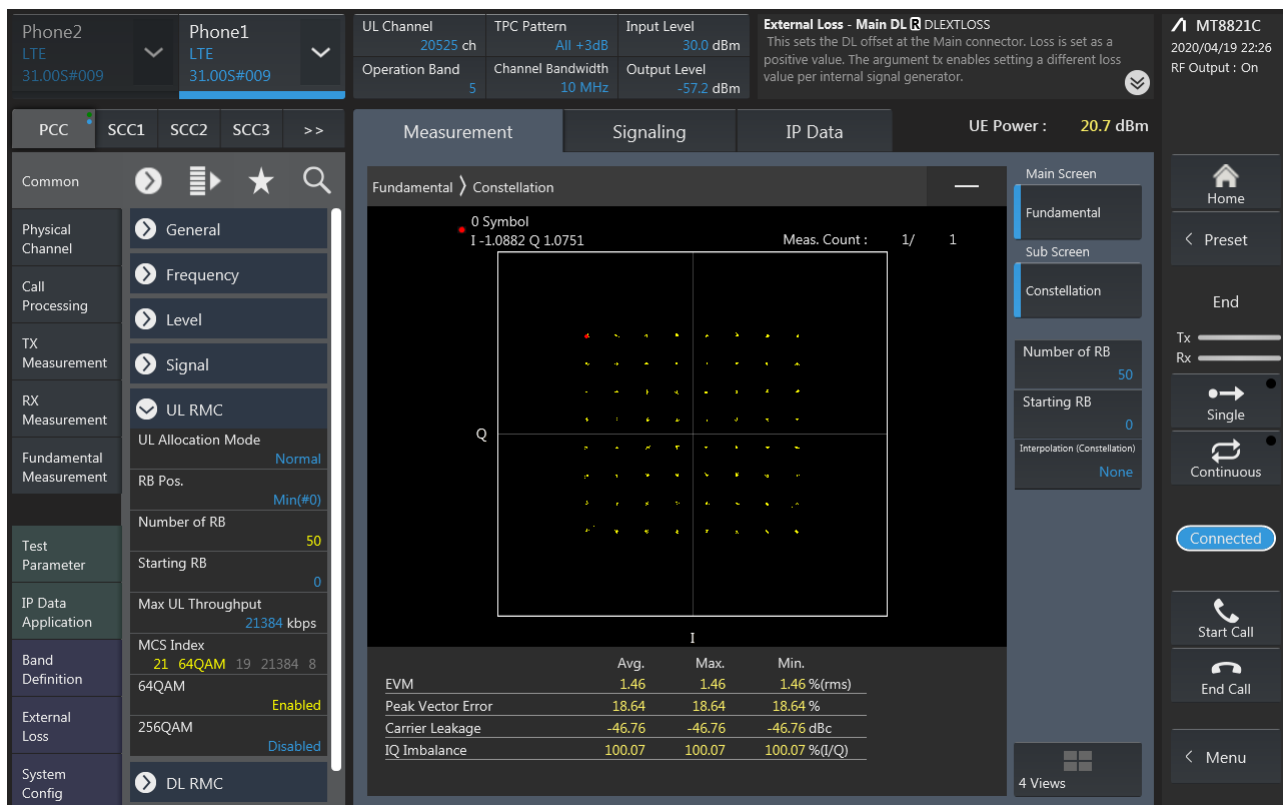 Phone2
LTE
31.00S#009
Phone1
LTE
31.00S#009
UL Channel
20525 ch
TPC Pattern
All +3dB
Input Level
30.0 dBm
Operation Band
5
Channel Bandwidth
10 MHz
Output Level
-57.2 dBm
External Loss - Main DL R DLEXTLOSS
This sets the DL offset at the Main connector. Loss is set as a
positive value. The argument tx enables setting a different loss
value per internal signal generator.
MT8821C
2020/04/19 22:26
RF Output : On
PCC
SCC1
SCC2
SCC3
>>
Measurement
Signaling
IP Data
UE Power : 20.7 dBm
Common
Physical
Channel
Call
Processing
TX
Measurement
RX
Measurement
Fundamental
Measurement
Test
Parameter
IP Data
Application
Band
Definition
External
Loss
System
Config
General
Frequency
Level
Signal
UL RMC
UL Allocation Mode
Normal
RB Pos.
Min(#0)
Number of RB
50
Starting RB
0
Max UL Throughput
21384 kbps
MCS Index
21 64QAM 19 21384 8
64QAM
Enabled
256QAM
Disabled
DL RMC
Fundamental 〉 Constellation
0 Symbol
I -1.0882 Q 1.0751
Meas. Count : 1/ 1
Q
I
Avg. Max. Min.
EVM 1.46 1.46 1.46 %(rms)
Peak Vector Error 18.64 18.64 18.64 %
Carrier Leakage -46.76 -46.76 -46.76 dBc
IQ Imbalance 100.07 100.07 100.07 %(I/Q)
Main Screen
Fundamental
Sub Screen
Constellation
Number of RB
50
Starting RB
0
Interpolation (Constellation)
None
4 Views
Home
< Preset
End
Tx
Rx
Single
Continuous
Connected
Start Call
End Call
< Menu